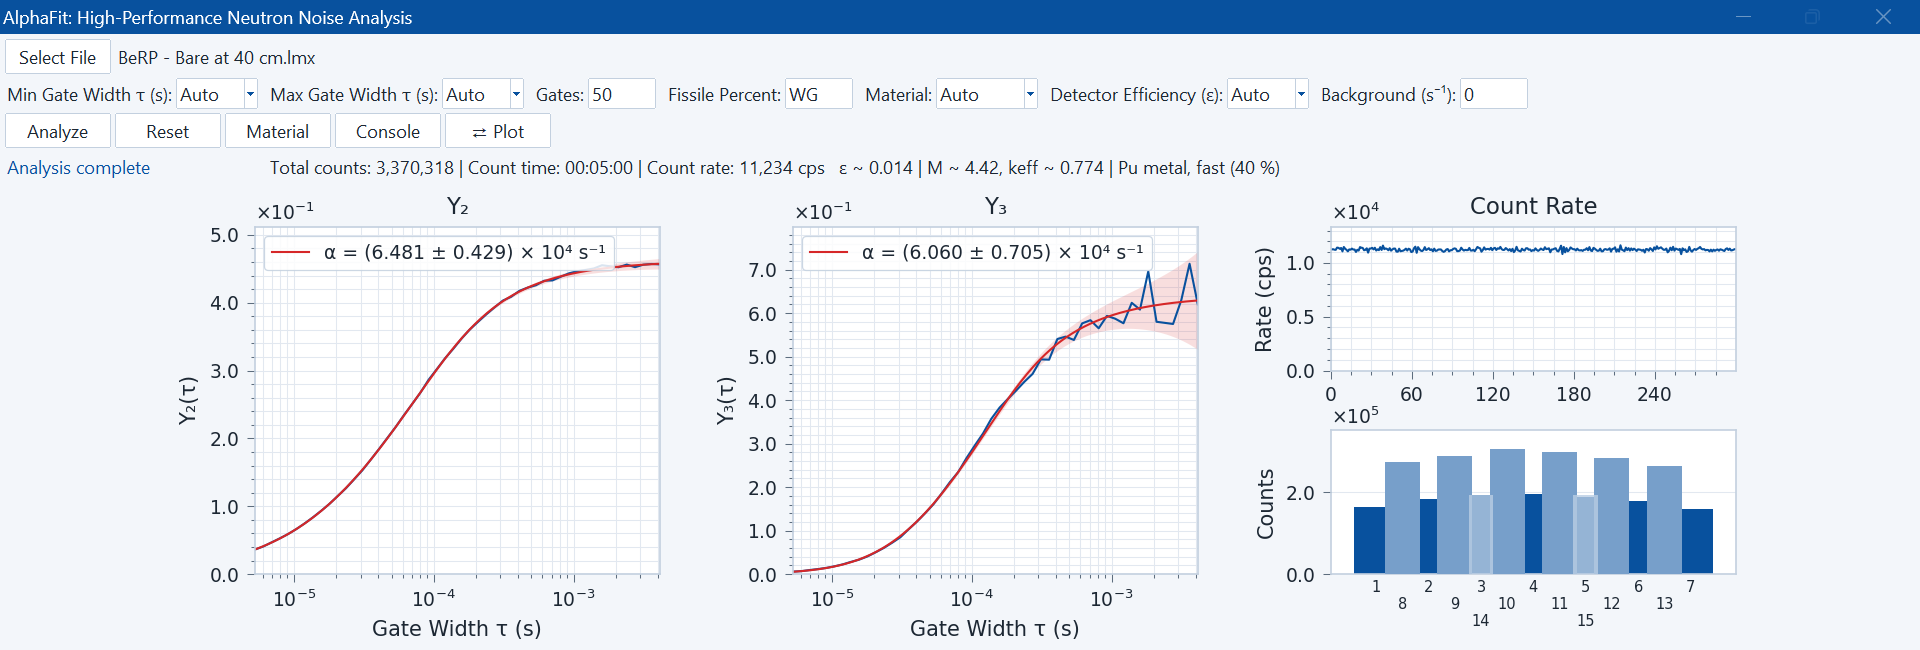 AlphaFit: High-Performance Neutron Noise Analysis
Select File BeRP - Bare at 40 cm.lmx
Min Gate Width τ (s): Auto Max Gate Width τ (s): Auto Gates: 50 Fissile Percent: WG Material: Auto Detector Efficiency (ε): Auto Background (s⁻¹): 0
Analyze Reset Material Console ⇄ Plot
Analysis complete Total counts: 3,370,318 | Count time: 00:05:00 | Count rate: 11,234 cps ε ~ 0.014 | M ~ 4.42, keff ~ 0.774 | Pu metal, fast (40 %)
×10⁻¹ Y₂
α = (6.481 ± 0.429) × 10⁴ s⁻¹
5.0
4.0
3.0
2.0
1.0
0.0
Y₂(τ)
10⁻⁵ 10⁻⁴ 10⁻³
Gate Width τ (s)
×10⁻¹ Y₃
α = (6.060 ± 0.705) × 10⁴ s⁻¹
7.0
6.0
5.0
4.0
3.0
2.0
1.0
0.0
Y₃(τ)
10⁻⁵ 10⁻⁴ 10⁻³
Gate Width τ (s)
×10⁴ Count Rate
1.0
0.5
0.0
Rate (cps)
0 60 120 180 240
×10⁵
2.0
0.0
Counts
1 2 3 4 5 6 7
8 9 10 11 12 13
14 15